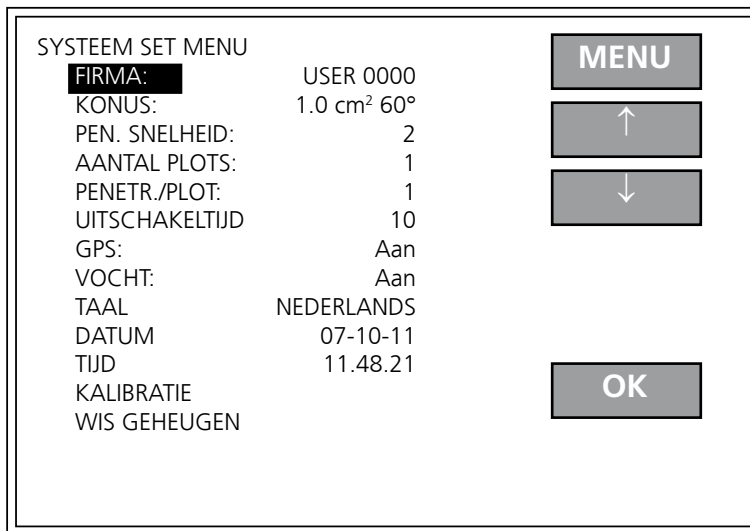 SYSTEEM SET MENU
FIRMA: USER 0000
KONUS: 1.0 cm² 60°
PEN. SNELHEID: 2
AANTAL PLOTS: 1
PENETR./PLOT: 1
UITSCHAKELTIJD 10
GPS: Aan
VOCHT: Aan
TAAL NEDERLANDS
DATUM 07-10-11
TIJD 11.48.21
KALIBRATIE
WIS GEHEUGEN
MENU
↑
↓
OK